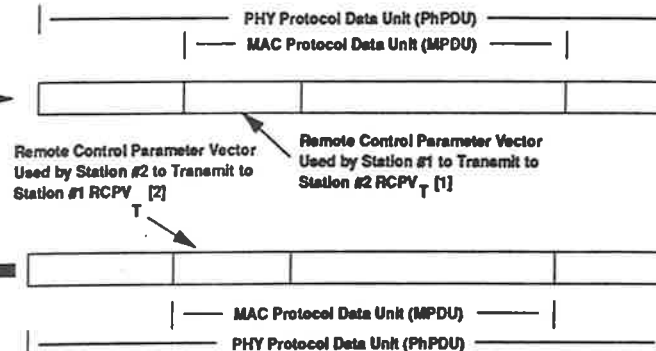 PHY Protocol Data Unit (PhPDU)
MAC Protocol Data Unit (MPDU)
Remote Control Parameter Vector
Used by Station #2 to Transmit to
Station #1 RCPV T [2]
Remote Control Parameter Vector
Used by Station #1 to Transmit to
Station #2 RCPV T [1]
MAC Protocol Data Unit (MPDU)
PHY Protocol Data Unit (PhPDU)